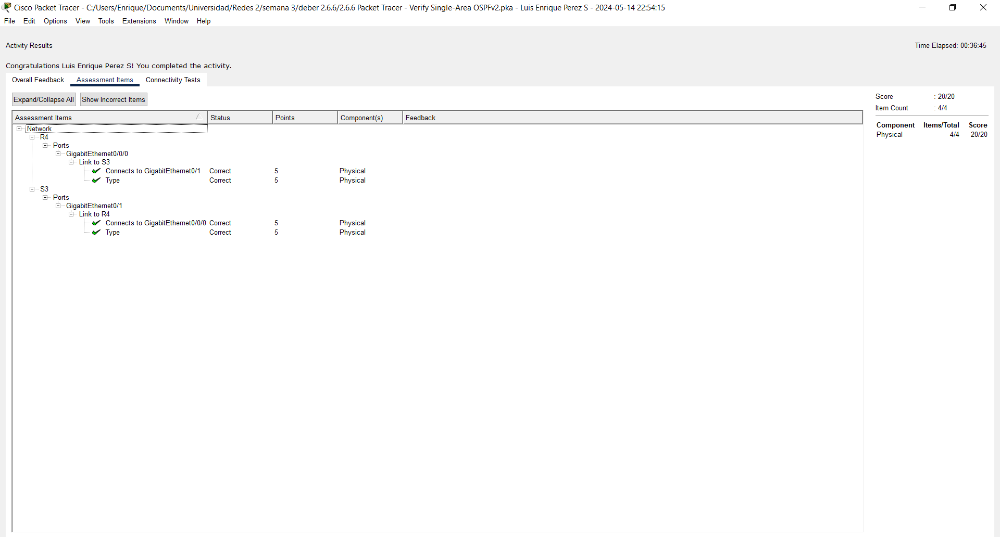 Cisco Packet Tracer - C:/Users/Enrique/Documents/Universidad/Redes 2/semana 3/deber 2.6.6/2.6.6 Packet Tracer - Verify Single-Area OSPFv2.pka - Luis Enrique Perez S - 2024-05-14 22:54:15
File Edit Options View Tools Extensions Window Help
Activity Results Time Elapsed: 00:36:45
Congratulations Luis Enrique Perez S! You completed the activity.
Overall Feedback Assessment Items Connectivity Tests
Expand/Collapse All Show Incorrect Items
Assessment Items Status Points Component(s) Feedback
Network
R4
Ports
GigabitEthernet0/0/0
Link to S3
Connects to GigabitEthernet0/1 Correct 5 Physical
Type Correct 5 Physical
S3
Ports
GigabitEthernet0/1
Link to R4
Connects to GigabitEthernet0/0/0 Correct 5 Physical
Type Correct 5 Physical
Score : 20/20
Item Count : 4/4
Component Items/Total Score
Physical 4/4 20/20